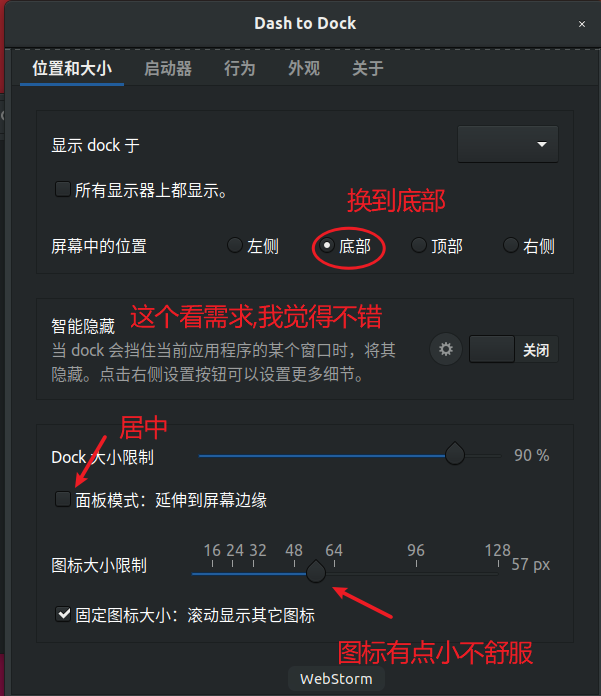 Dash to Dock
×
位置和大小 启动器 行为 外观 关于
显示 dock 于
所有显示器上都显示。
换到底部
屏幕中的位置 左侧 底部 顶部 右侧
智能隐藏 这个看需求,我觉得不错
当 dock 会挡住当前应用程序的某个窗口时，将其
隐藏。点击右侧设置按钮可以设置更多细节。
关闭
居中
Dock 大小限制 90 %
面板模式：延伸到屏幕边缘
16 24 32 48 64 96 128
图标大小限制 57 px
固定图标大小：滚动显示其它图标
图标有点小不舒服
WebStorm